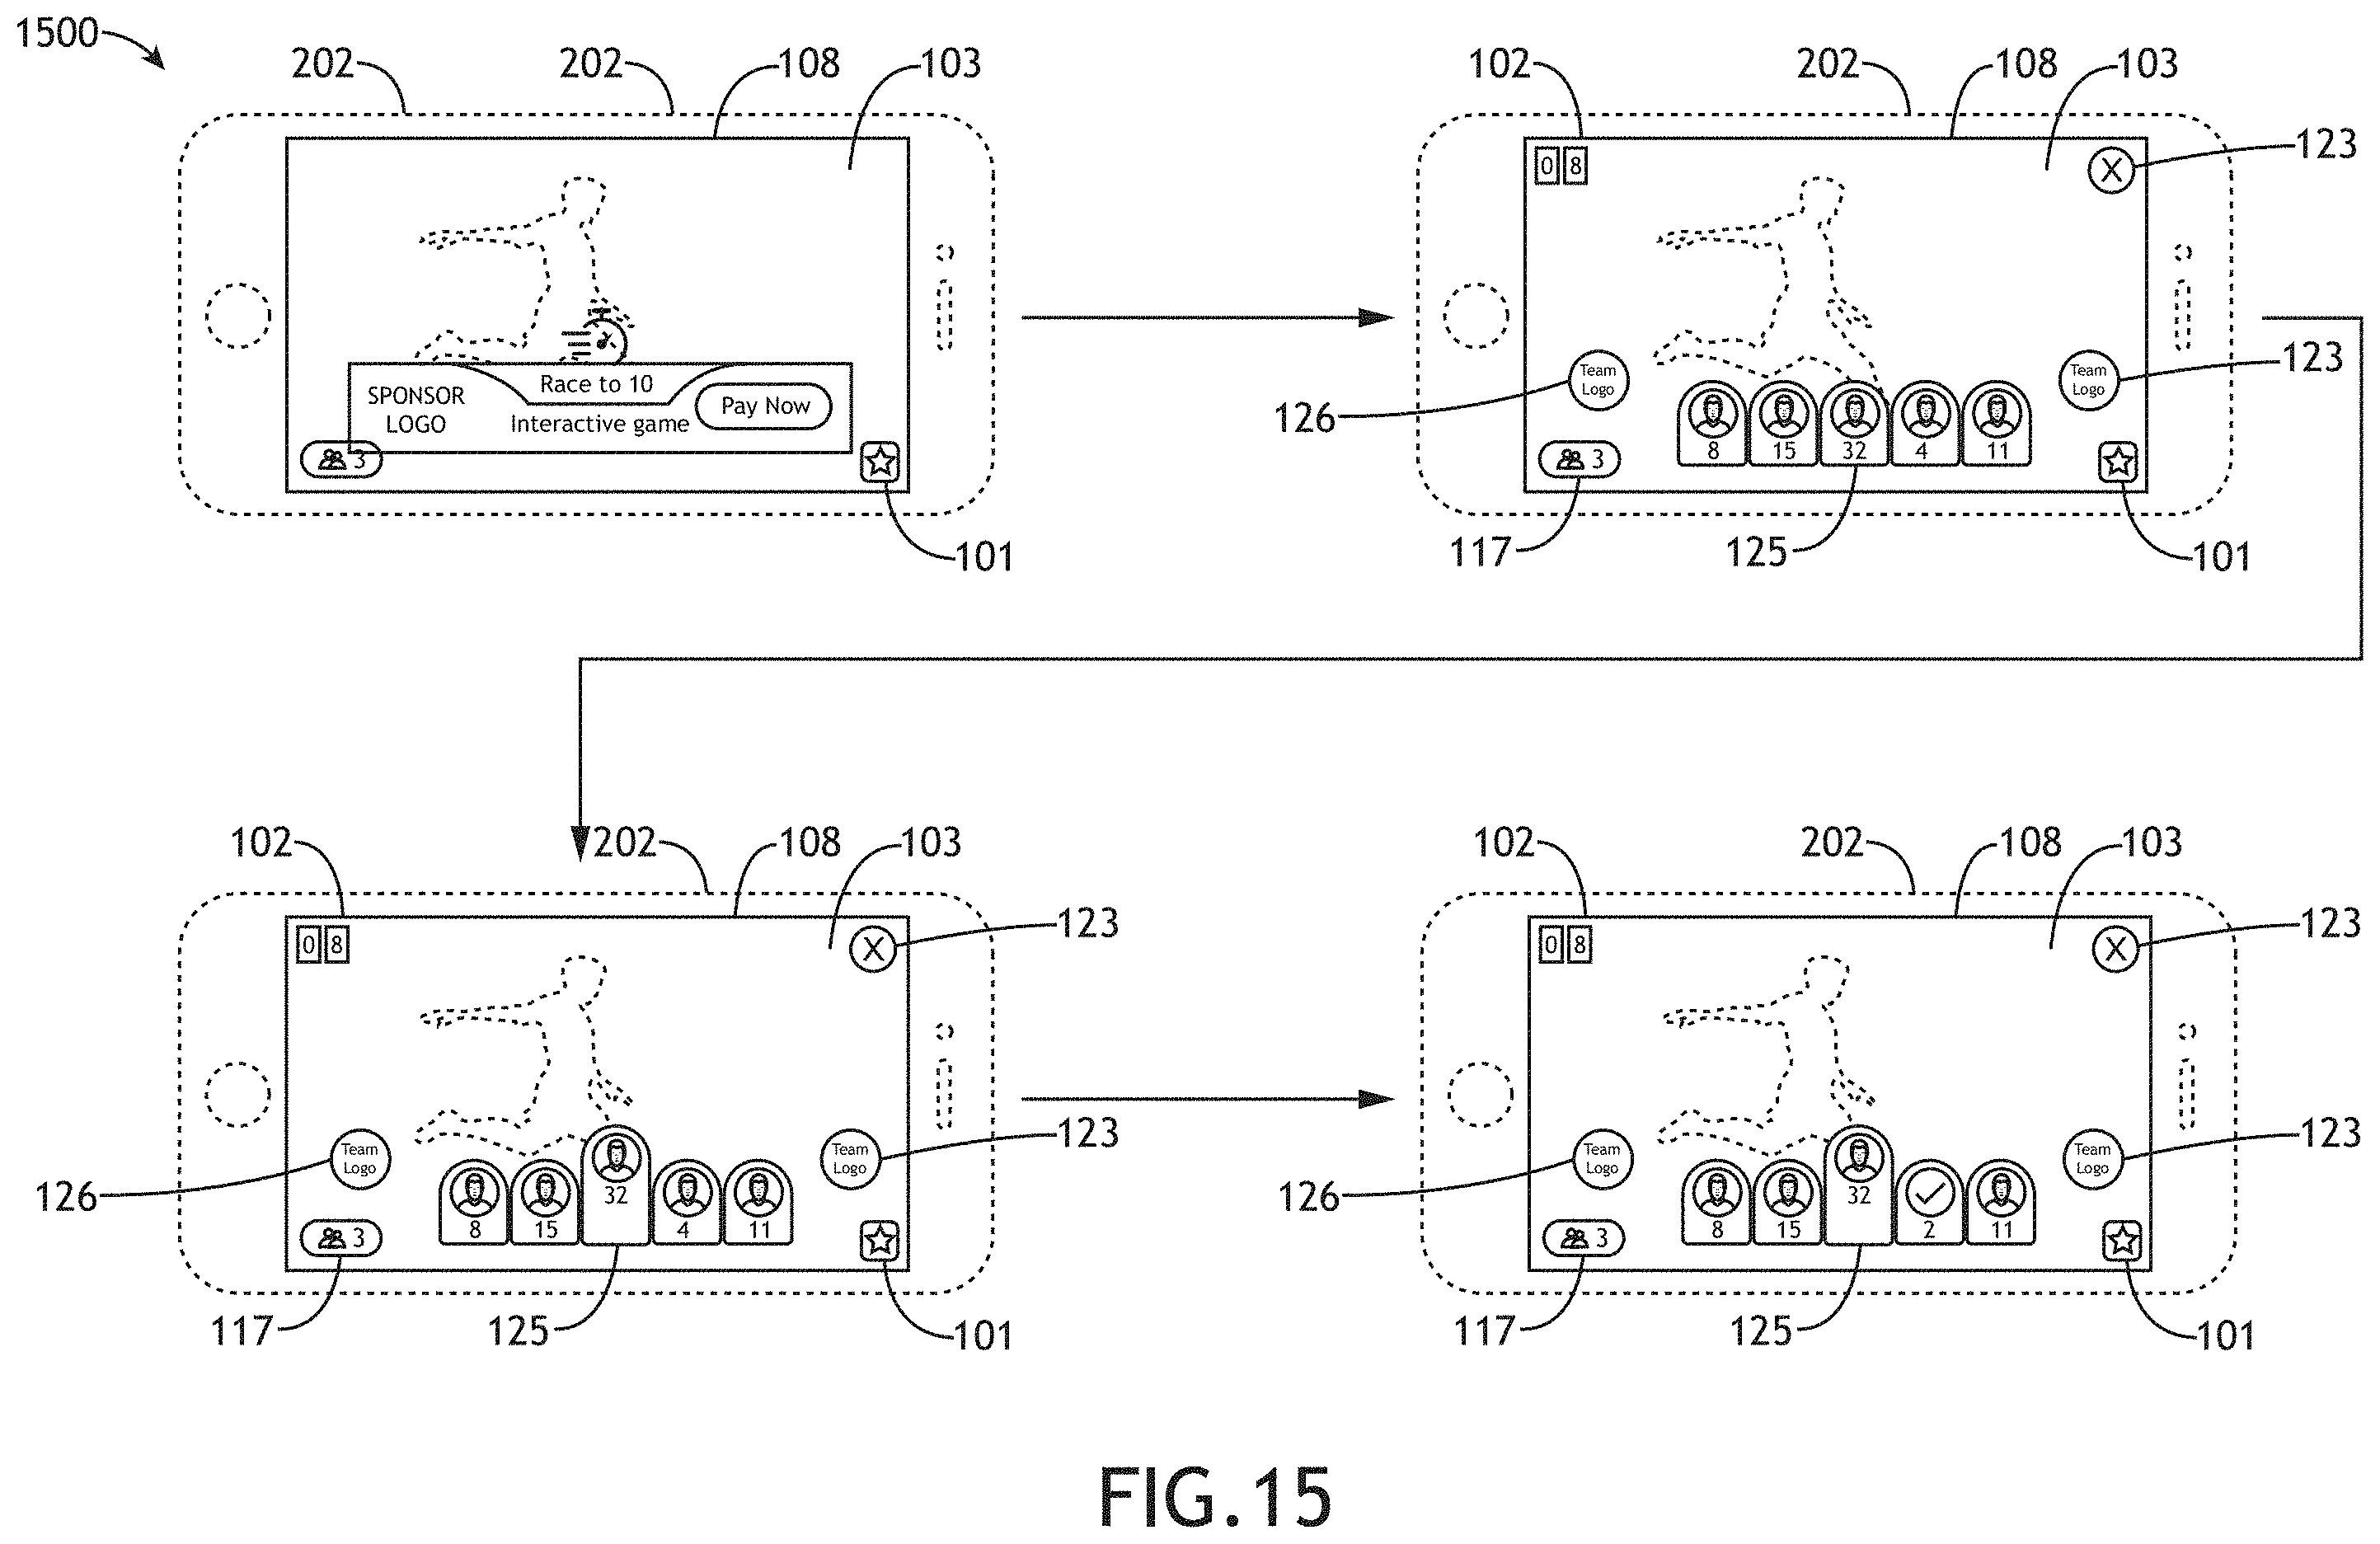 1500
202 202 108 103
SPONSOR
LOGO
Race to 10
Interactive game
Pay Now
3
101
102 202 108 103
123
0 8
X
126
Team
Logo
Team
Logo
123
8 15 32 4 11
3
117 125 101
102 202 108 103
123
0 8
X
126
Team
Logo
Team
Logo
123
8 15 32 4 11
3
117 125 101
102 202 108 103
123
0 8
X
126
Team
Logo
Team
Logo
123
8 15 32 2 11
3
117 125 101
FIG.15